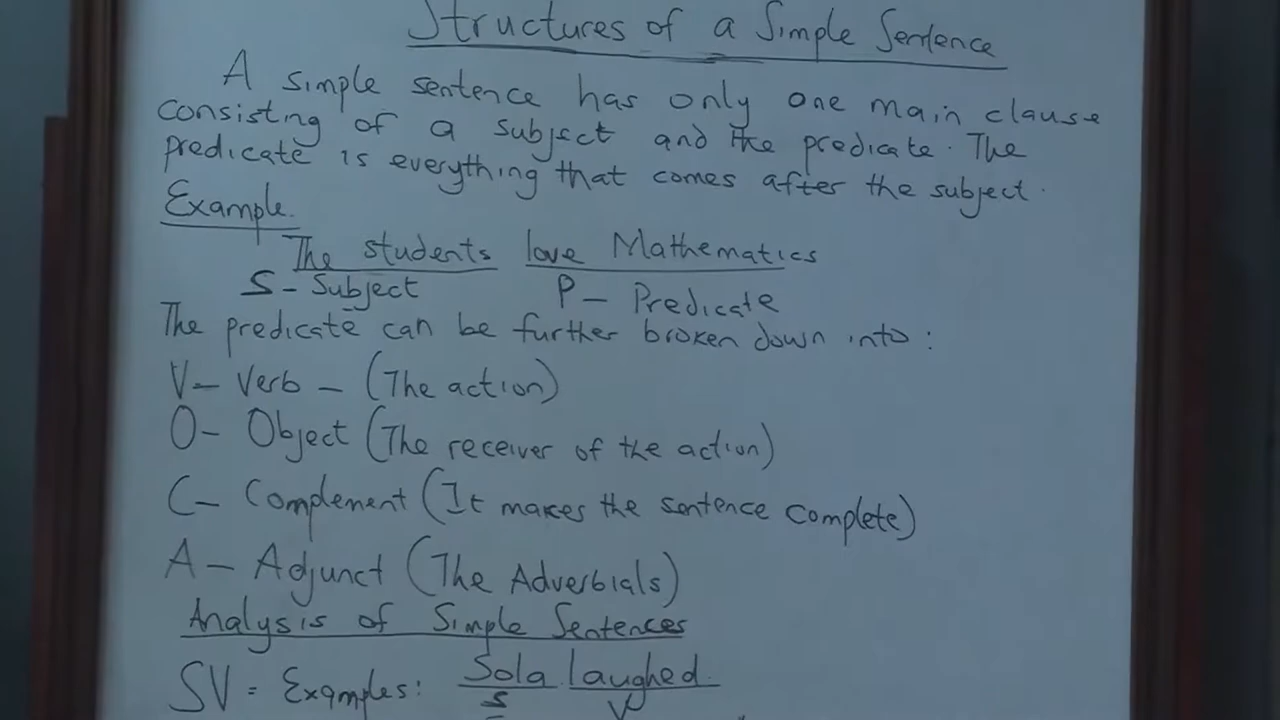 Structures of a Simple Sentence
A simple sentence has only one main clause
consisting of a subject and the predicate. The
predicate is everything that comes after the subject.
Example.
The students love Mathematics
S - Subject P - Predicate
The predicate can be further broken down into:
V - Verb - (The action)
O - Object (The receiver of the action)
C - Complement (It makes the sentence complete)
A - Adjunct (The Adverbials)
Analysis of Simple Sentences
SV = Examples: Sola laughed.
S V